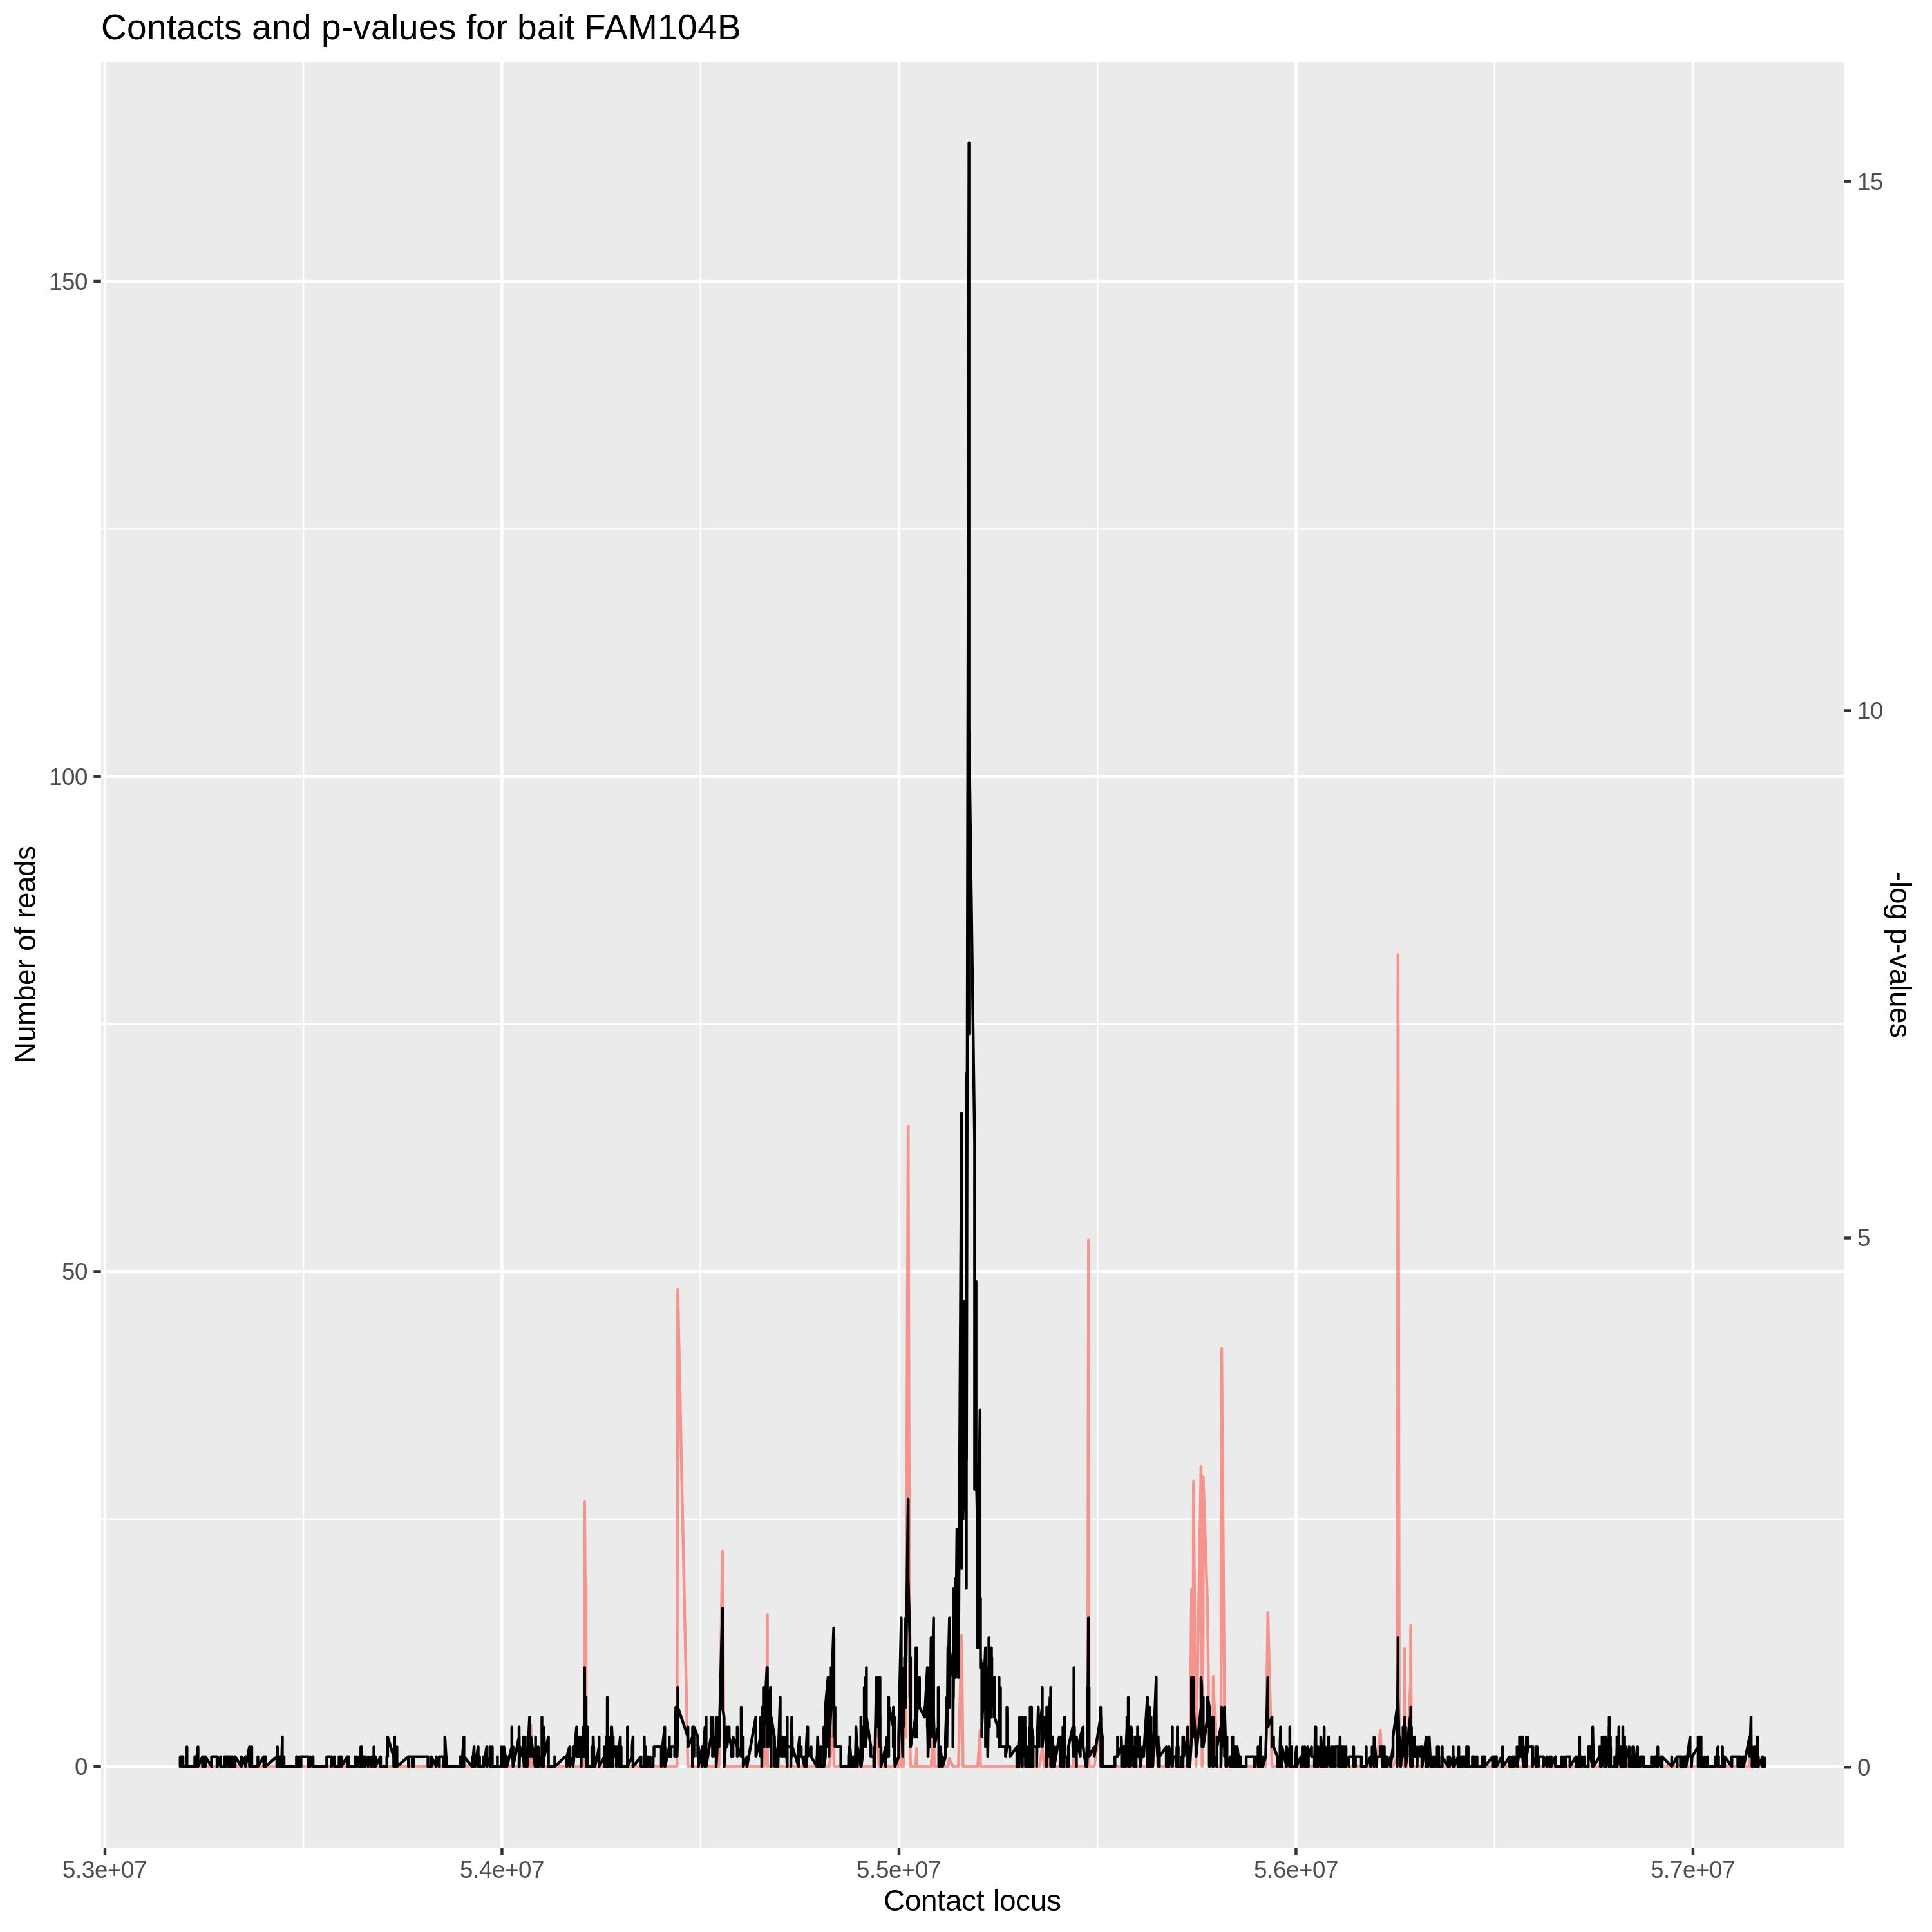 Contacts and p-values for bait FAM104B
150
100
50
0
Number of reads
15
10
5
0
-log p-values
5.3e+07
5.4e+07
5.5e+07
5.6e+07
5.7e+07
Contact locus